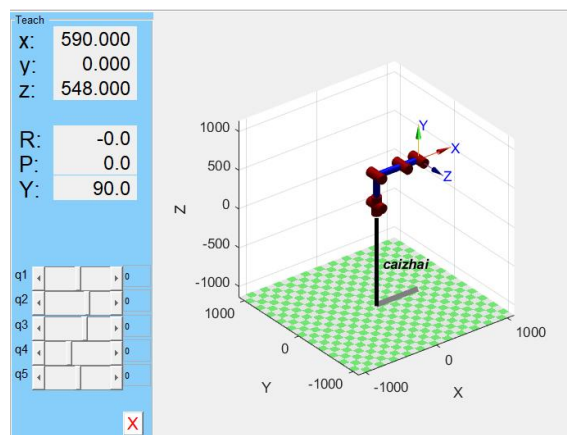 Teach
x: 590.000
y: 0.000
z: 548.000
R: -0.0
P: 0.0
Y: 90.0
q1 0
q2 0
q3 0
q4 0
q5 0
X
1000
500
0
-500
-1000
Z
Y
X
Z
caizhai
1000
0
-1000
Y
-1000
0
1000
X